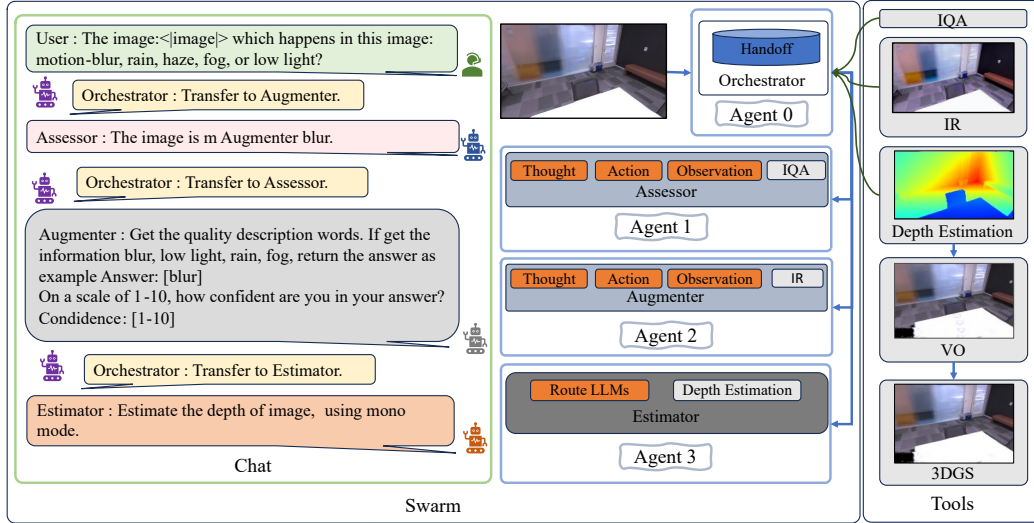 User : The image:<|image|> which happens in this image:
motion-blur, rain, haze, fog, or low light?
Orchestrator : Transfer to Augmenter.
Assessor : The image is m Augmenter blur.
Orchestrator : Transfer to Assessor.
Augmenter : Get the quality description words. If get the
information blur, low light, rain, fog, return the answer as
example Answer: [blur]
On a scale of 1-10, how confident are you in your answer?
Condidence: [1-10]
Orchestrator : Transfer to Estimator.
Estimator : Estimate the depth of image, using mono
mode.
Chat
Handoff
Orchestrator
Agent 0
Thought Action Observation IQA
Assessor
Agent 1
Thought Action Observation IR
Augmenter
Agent 2
Route LLMs Depth Estimation
Estimator
Agent 3
Swarm
IQA
IR
Depth Estimation
VO
3DGS
Tools